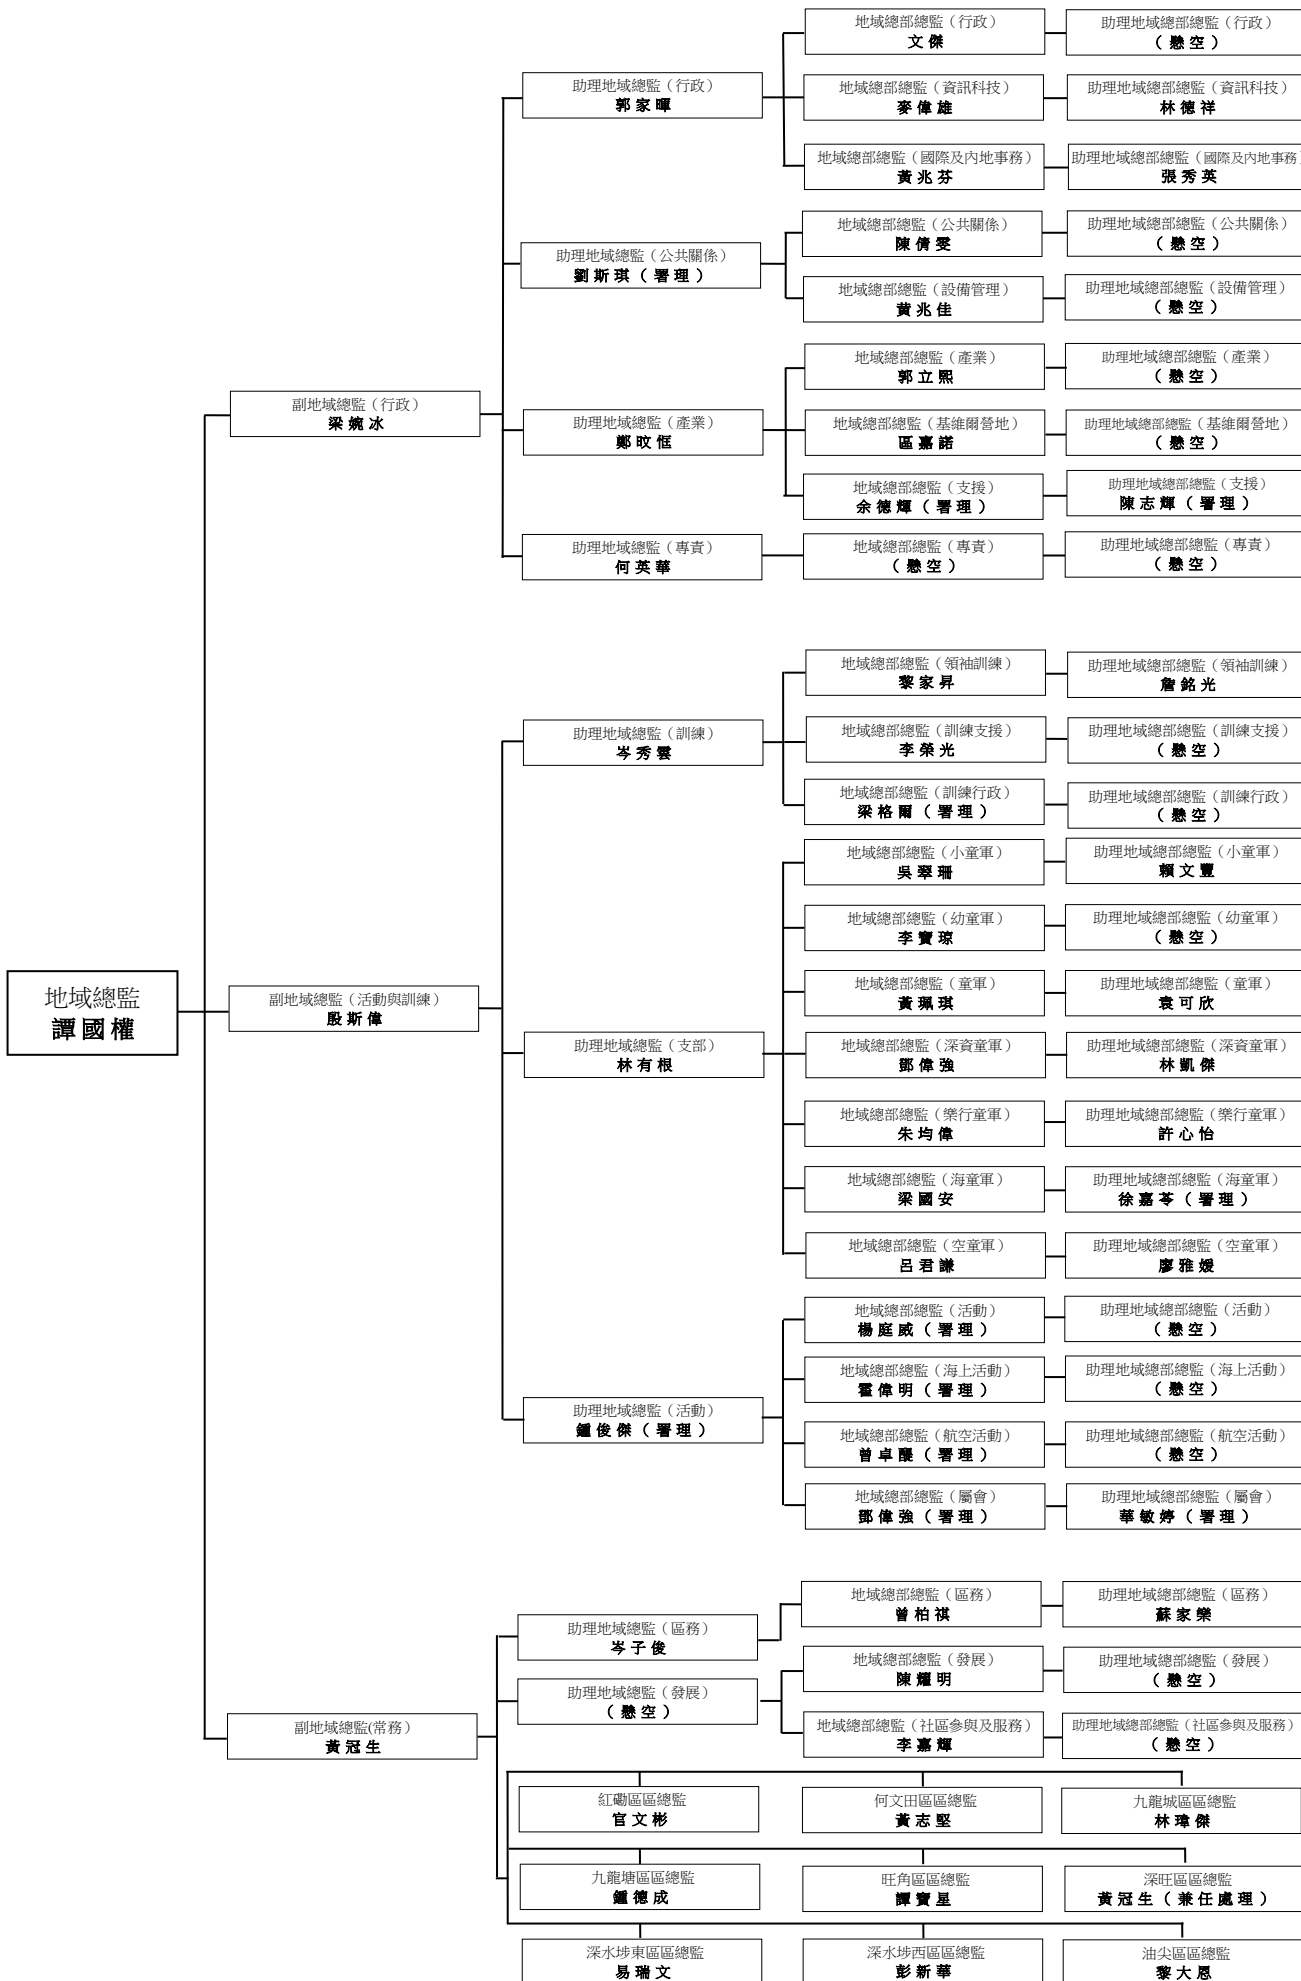 地域總監
譚國權
副地域總監（行政）
梁婉冰
助理地域總監（行政）
郭家暉
地域總部總監（行政）
文傑
助理地域總部總監（行政）
（懸空）
地域總部總監（資訊科技）
麥偉雄
助理地域總部總監（資訊科技）
林德祥
地域總部總監（國際及內地事務）
黃兆芬
助理地域總部總監（國際及內地事務）
張秀英
助理地域總監（公共關係）
劉斯琪（署理）
地域總部總監（公共關係）
陳倩雯
助理地域總部總監（公共關係）
（懸空）
地域總部總監（設備管理）
黃兆佳
助理地域總部總監（設備管理）
（懸空）
助理地域總監（產業）
鄭旼恇
地域總部總監（產業）
郭立熙
助理地域總部總監（產業）
（懸空）
地域總部總監（基維爾營地）
區嘉諾
助理地域總部總監（基維爾營地）
（懸空）
地域總部總監（支援）
余德輝（署理）
助理地域總部總監（支援）
陳志輝（署理）
助理地域總監（專責）
何英華
地域總部總監（專責）
（懸空）
助理地域總部總監（專責）
（懸空）
副地域總監（活動與訓練）
殷斯偉
助理地域總監（訓練）
岑秀雲
地域總部總監（領袖訓練）
黎家昇
助理地域總部總監（領袖訓練）
詹銘光
地域總部總監（訓練支援）
李榮光
助理地域總部總監（訓練支援）
（懸空）
地域總部總監（訓練行政）
梁格爾（署理）
助理地域總部總監（訓練行政）
（懸空）
助理地域總監（支部）
林有根
地域總部總監（小童軍）
吳翠珊
助理地域總部總監（小童軍）
賴文豐
地域總部總監（幼童軍）
李寶琼
助理地域總部總監（幼童軍）
（懸空）
地域總部總監（童軍）
黃珮琪
助理地域總部總監（童軍）
袁可欣
地域總部總監（深資童軍）
鄧偉強
助理地域總部總監（深資童軍）
林凱傑
地域總部總監（樂行童軍）
朱均偉
助理地域總部總監（樂行童軍）
許心怡
地域總部總監（海童軍）
梁國安
助理地域總部總監（海童軍）
徐嘉苓（署理）
地域總部總監（空童軍）
呂君謙
助理地域總部總監（空童軍）
廖雅媛
助理地域總監（活動）
鍾俊傑（署理）
地域總部總監（活動）
楊庭威（署理）
助理地域總部總監（活動）
（懸空）
地域總部總監（海上活動）
霍偉明（署理）
助理地域總部總監（海上活動）
（懸空）
地域總部總監（航空活動）
曾卓醍（署理）
助理地域總部總監（航空活動）
（懸空）
地域總部總監（屬會）
鄧偉強（署理）
助理地域總部總監（屬會）
華敏婷（署理）
副地域總監(常務）
黃冠生
助理地域總監（區務）
岑子俊
地域總部總監（區務）
曾柏祺
助理地域總部總監（區務）
蘇家樂
助理地域總監（發展）
（懸空）
地域總部總監（發展）
陳耀明
助理地域總部總監（發展）
（懸空）
地域總部總監（社區參與及服務）
李嘉輝
助理地域總部總監（社區參與及服務）
（懸空）
紅磡區區總監
官文彬
何文田區區總監
黃志堅
九龍城區區總監
林瑋傑
九龍塘區區總監
鍾德成
旺角區區總監
譚寶星
深旺區區總監
黃冠生（兼任處理）
深水埗東區區總監
易瑞文
深水埗西區區總監
彭新華
油尖區區總監
黎大恩